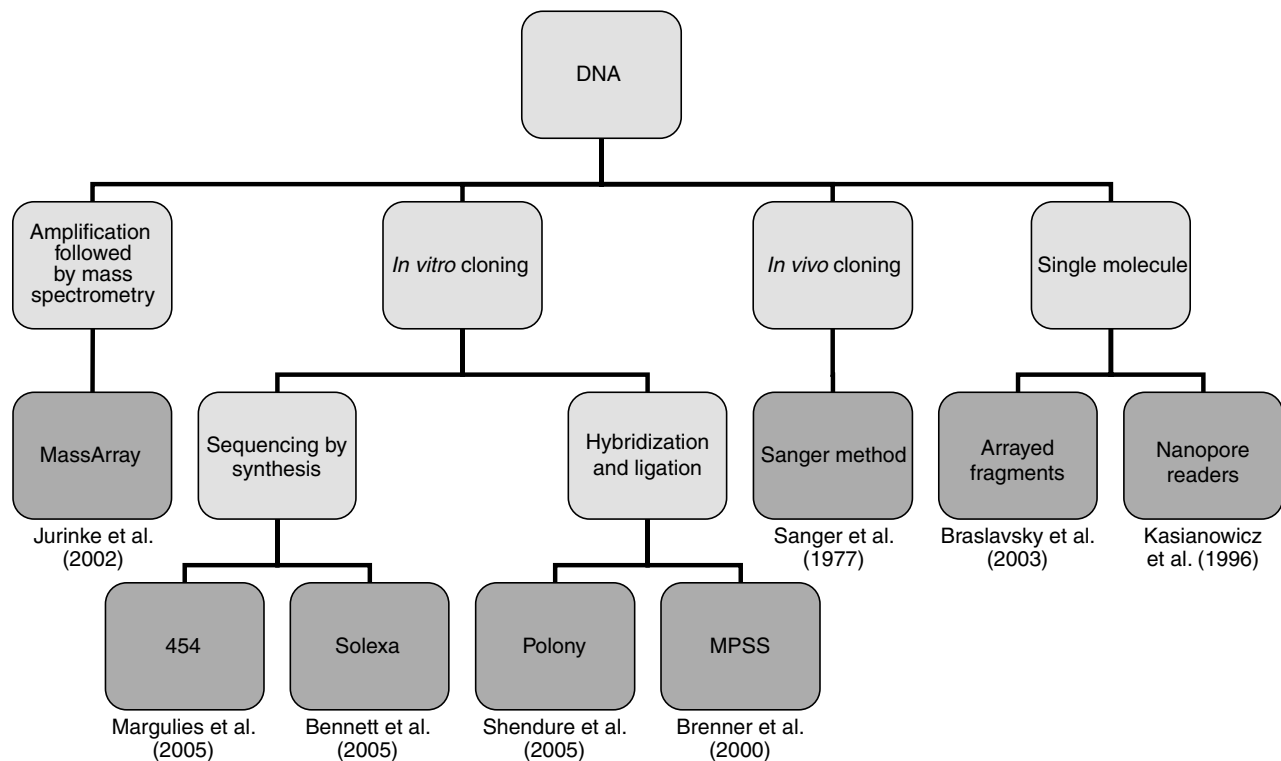 DNA
Amplification
followed
by mass
spectrometry
In vitro cloning
In vivo cloning
Single molecule
MassArray
Sequencing by
synthesis
Hybridization
and ligation
Sanger method
Arrayed
fragments
Nanopore
readers
Jurinke et al.
(2002)
Sanger et al.
(1977)
Braslavsky et al.
(2003)
Kasianowicz
et al. (1996)
454
Solexa
Polony
MPSS
Margulies et al.
(2005)
Bennett et al.
(2005)
Shendure et al.
(2005)
Brenner et al.
(2000)